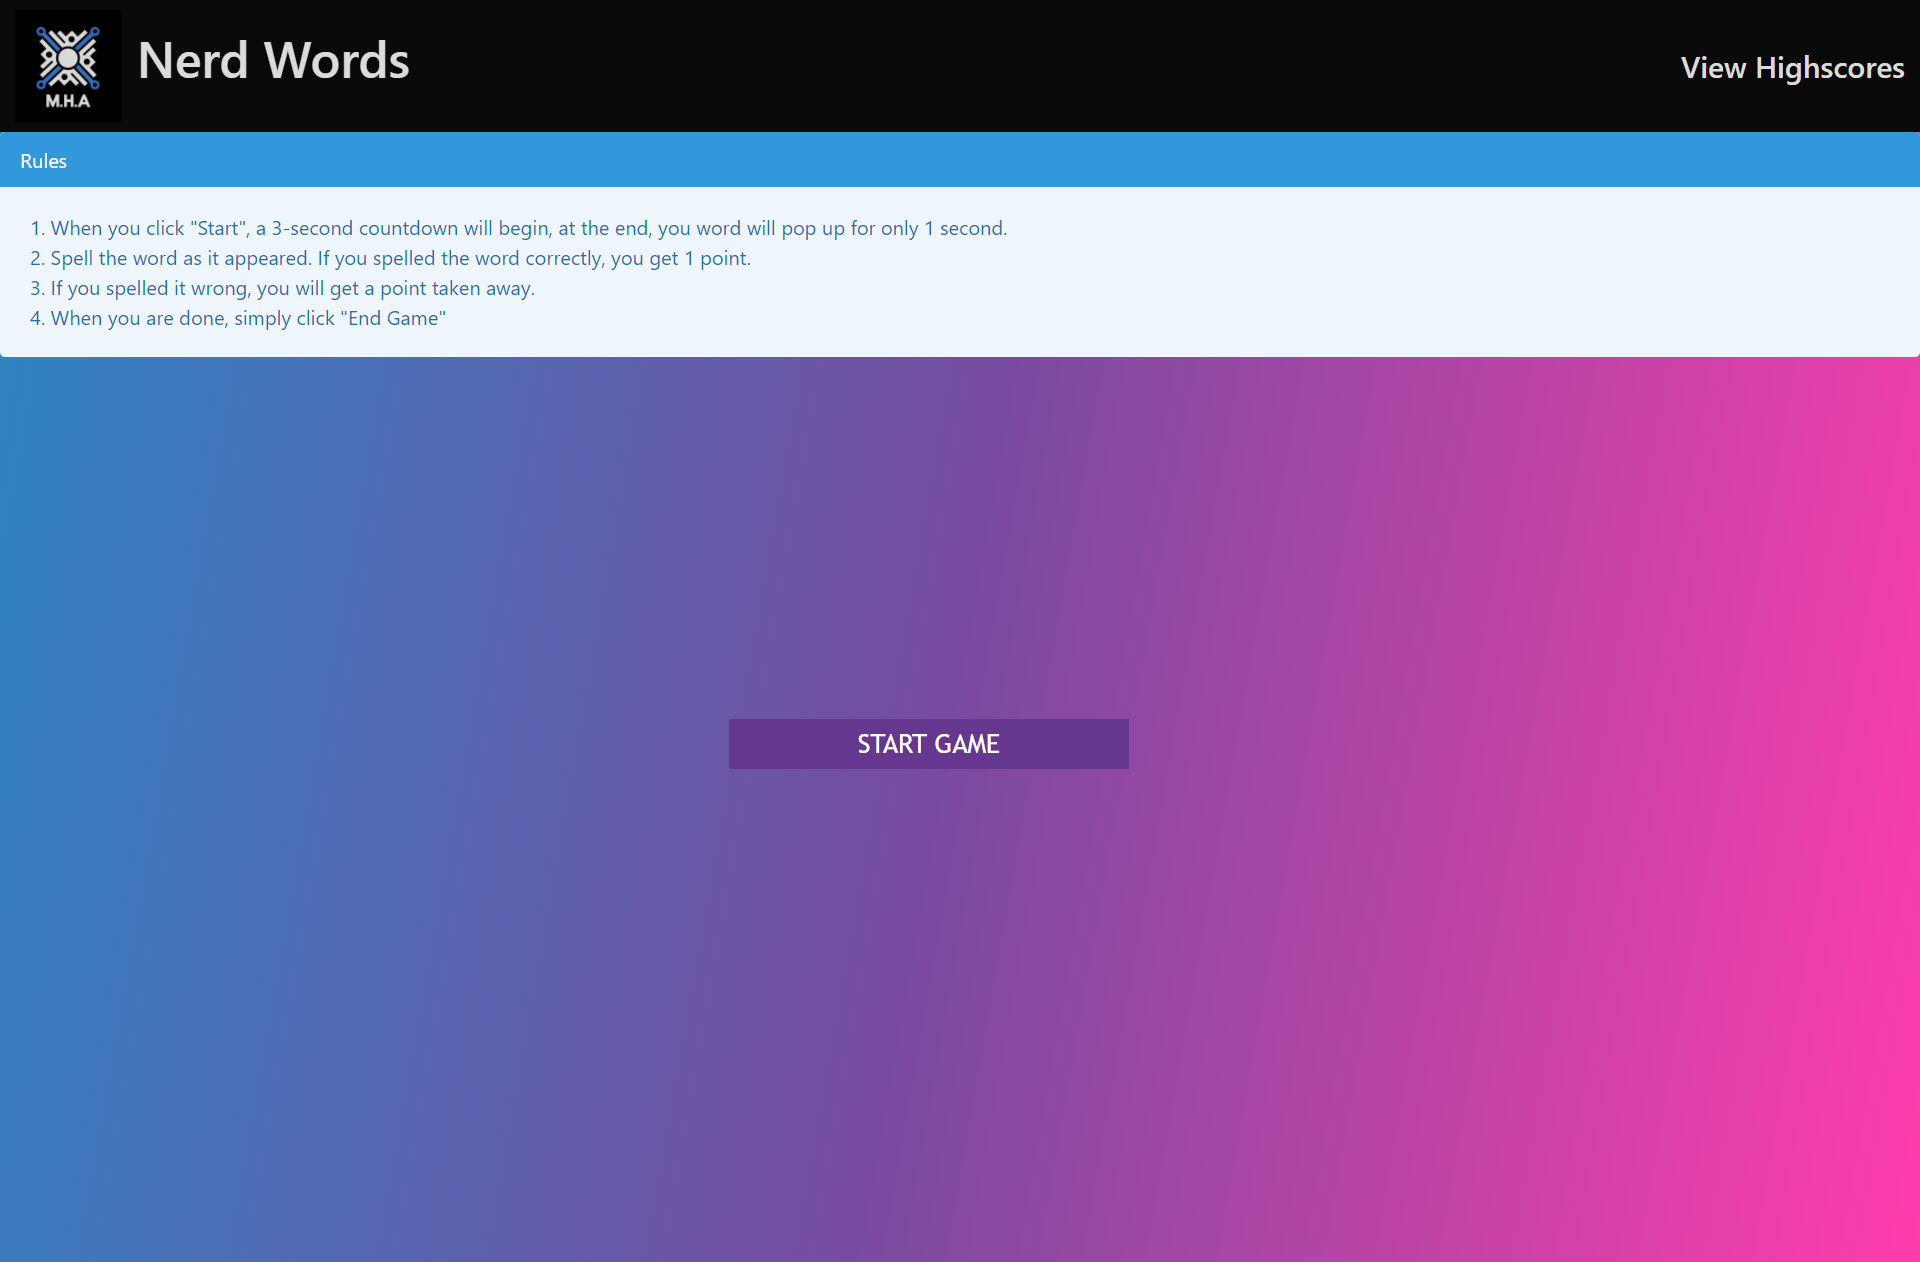 M.H.A
Nerd Words
View Highscores
Rules
1. When you click "Start", a 3-second countdown will begin, at the end, you word will pop up for only 1 second.
2. Spell the word as it appeared. If you spelled the word correctly, you get 1 point.
3. If you spelled it wrong, you will get a point taken away.
4. When you are done, simply click "End Game"
START GAME